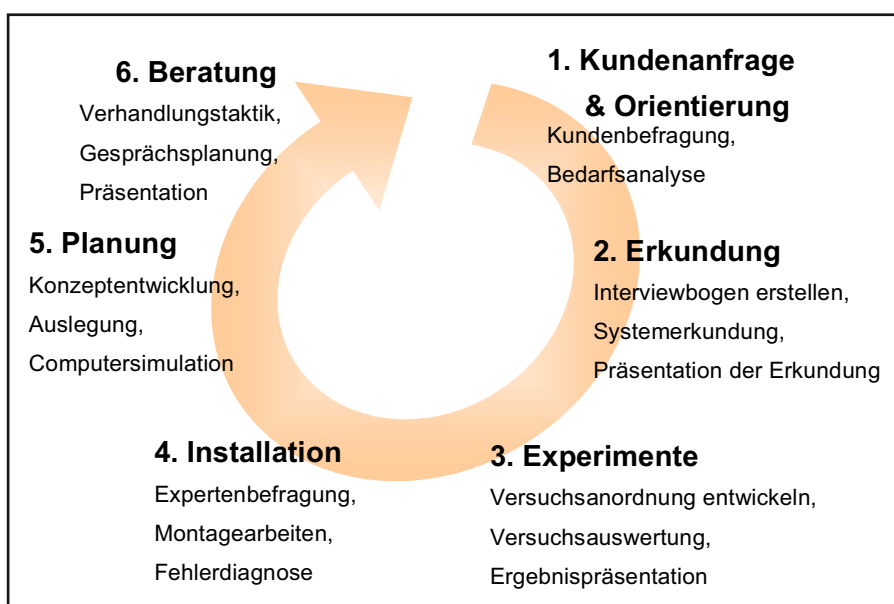 1. Kundenanfrage
& Orientierung
Kundenbefragung,
Bedarfsanalyse
2. Erkundung
Interviewbogen erstellen,
Systemerkundung,
Präsentation der Erkundung
3. Experimente
Versuchsanordnung entwickeln,
Versuchsauswertung,
Ergebnispräsentation
4. Installation
Expertenbefragung,
Montagearbeiten,
Fehlerdiagnose
5. Planung
Konzeptentwicklung,
Auslegung,
Computersimulation
6. Beratung
Verhandlungstaktik,
Gesprächsplanung,
Präsentation